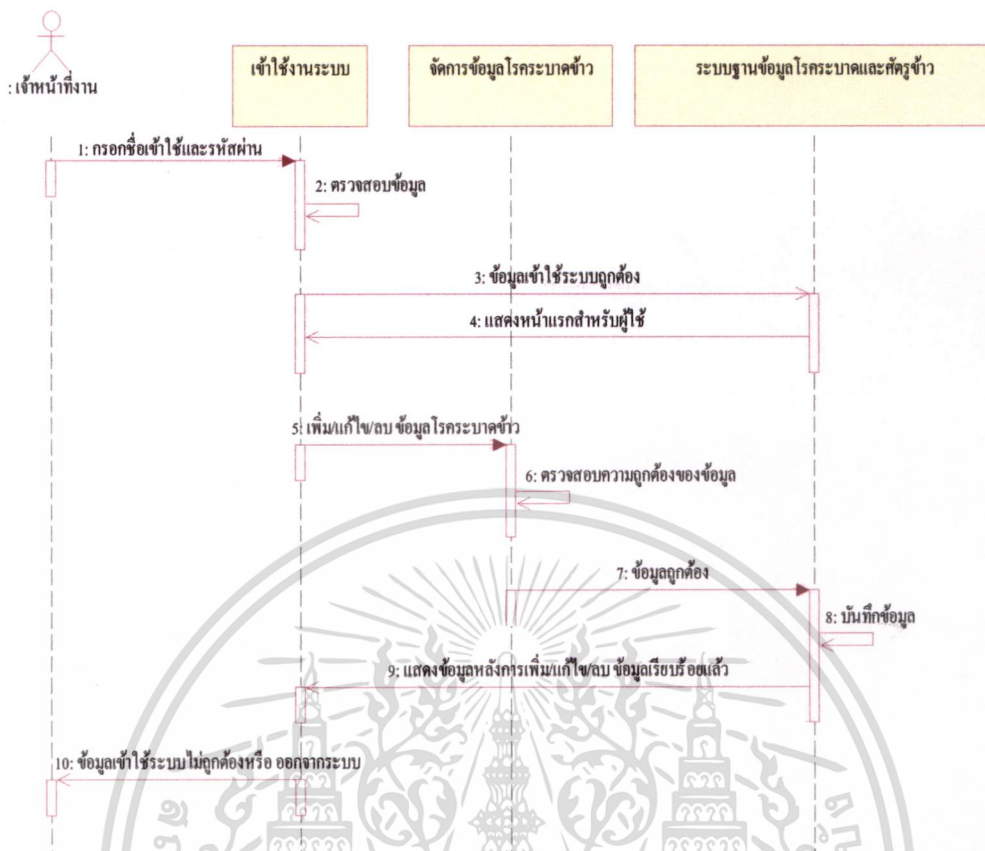 : เจ้าหน้าที่งาน
เข้าใช้งานระบบ
จัดการข้อมูลโรคระบาดข้าว
ระบบฐานข้อมูลโรคระบาดและศัตรูข้าว
1: กรอกชื่อเข้าใช้และรหัสผ่าน
2: ตรวจสอบข้อมูล
3: ข้อมูลเข้าใช้ระบบถูกต้อง
4: แสดงหน้าแรกสำหรับผู้ใช้
5: เพิ่ม/แก้ไข/ลบ ข้อมูลโรคระบาดข้าว
6: ตรวจสอบความถูกต้องของข้อมูล
7: ข้อมูลถูกต้อง
8: บันทึกข้อมูล
9: แสดงข้อมูลหลังการเพิ่ม/แก้ไข/ลบ ข้อมูลเรียบร้อยแล้ว
10: ข้อมูลเข้าใช้ระบบไม่ถูกต้องหรือ ออกจากระบบ